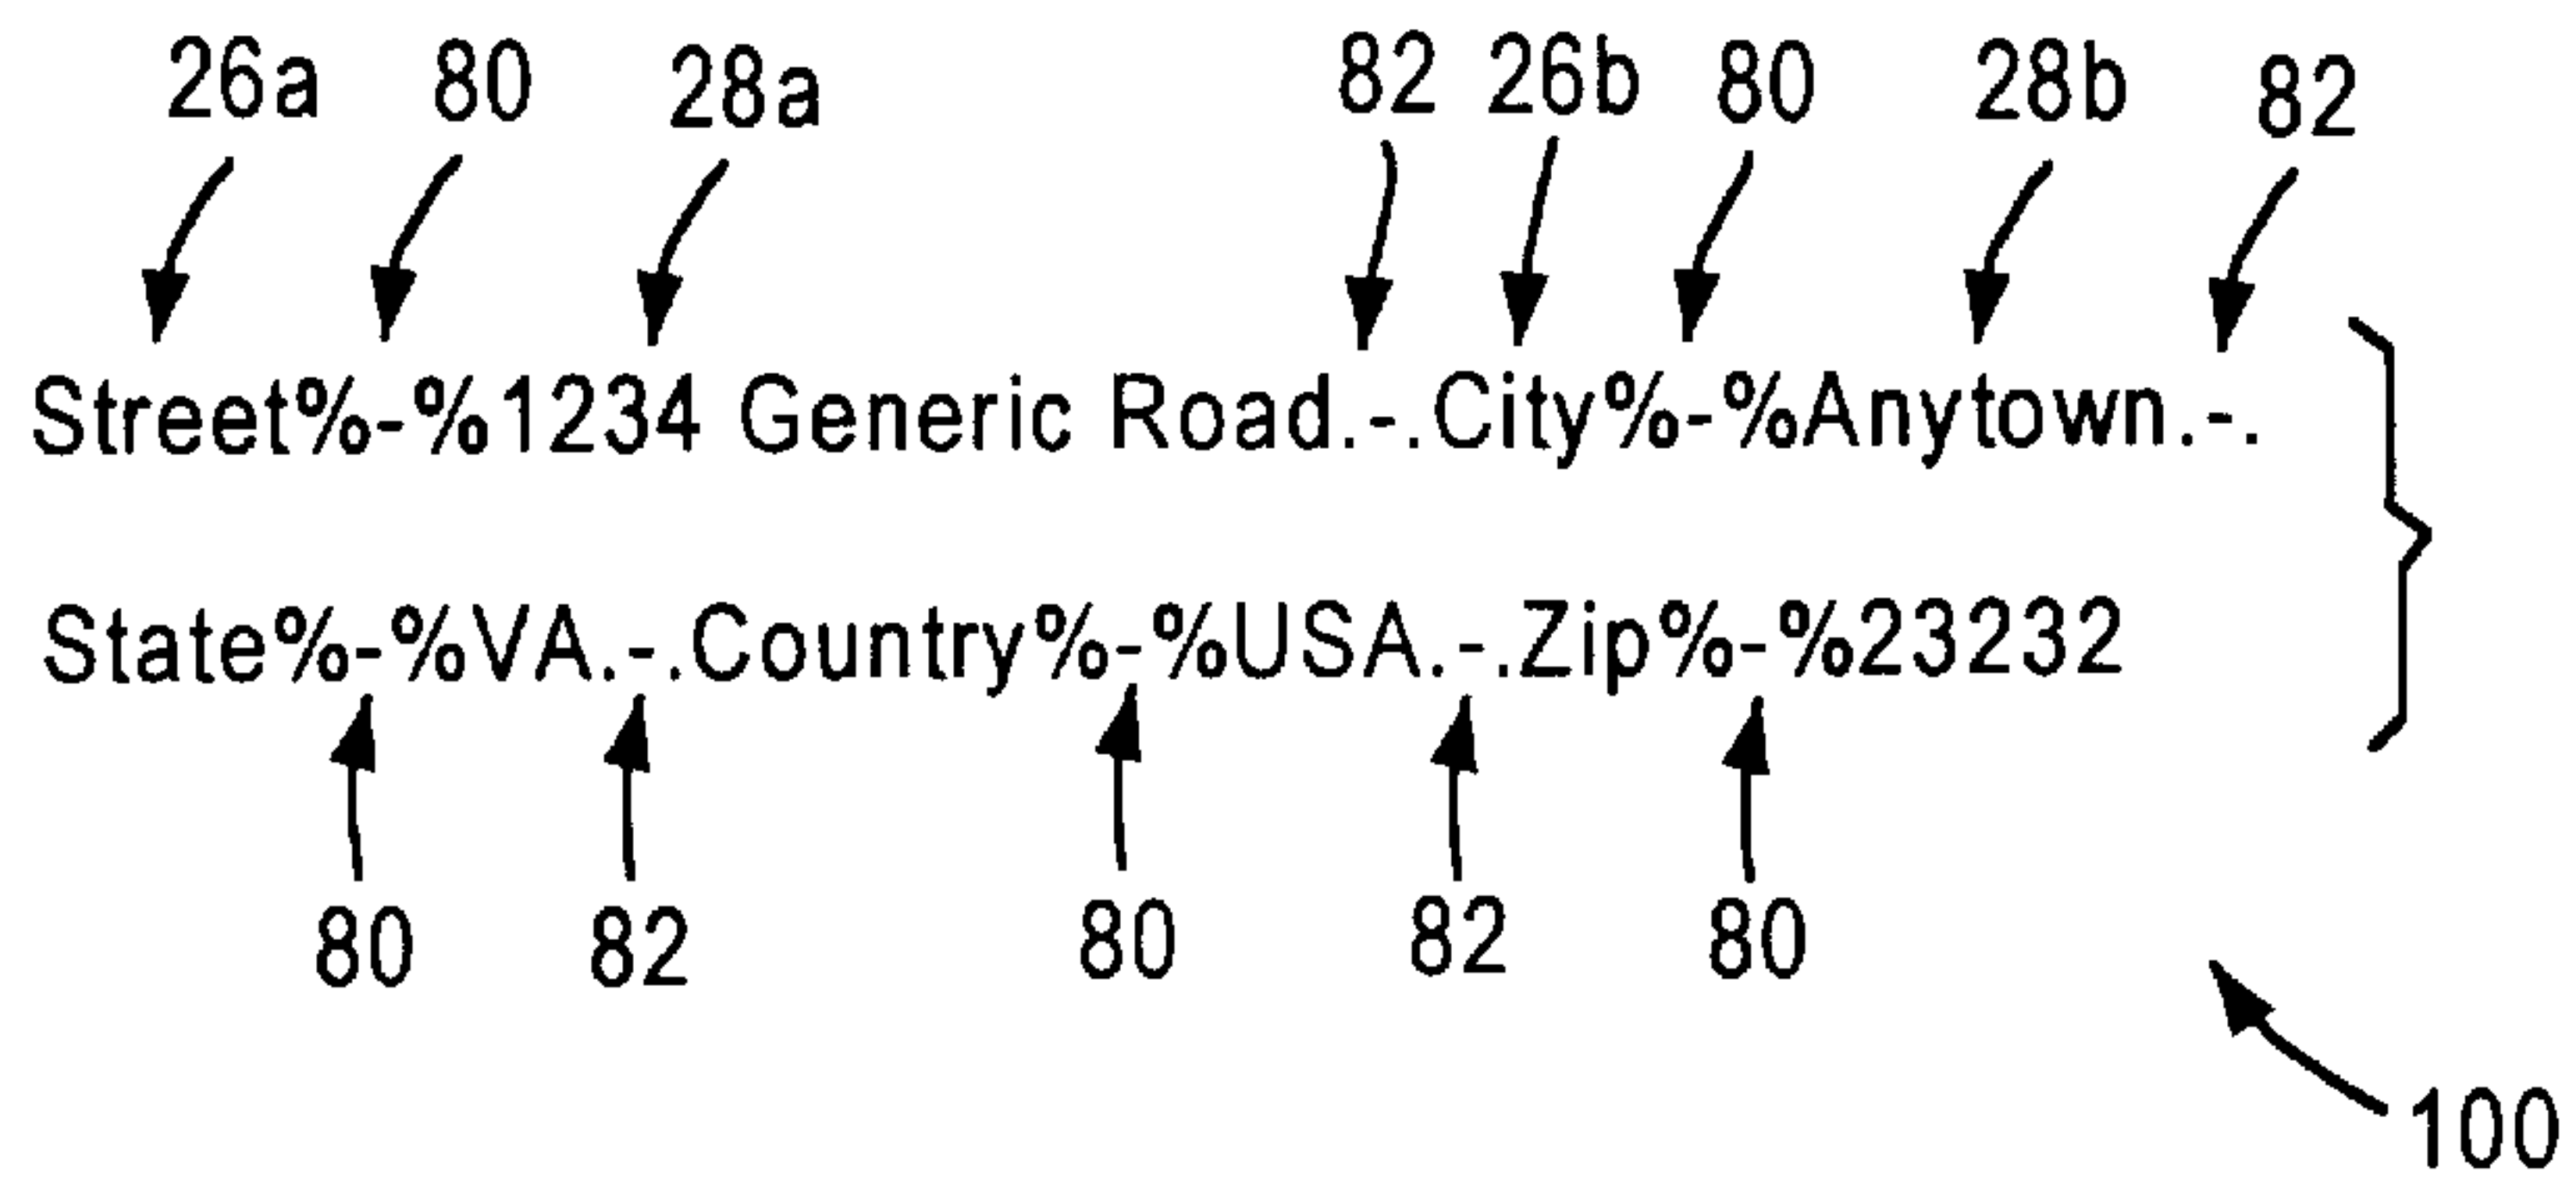 26a 80 28a 82 26b 80 28b 82
Street%-%1234 Generic Road.-.City%-%Anytown.-.
State%-%VA.-.Country%-%USA.-.Zip%-%23232
80 82 80 82 80
100